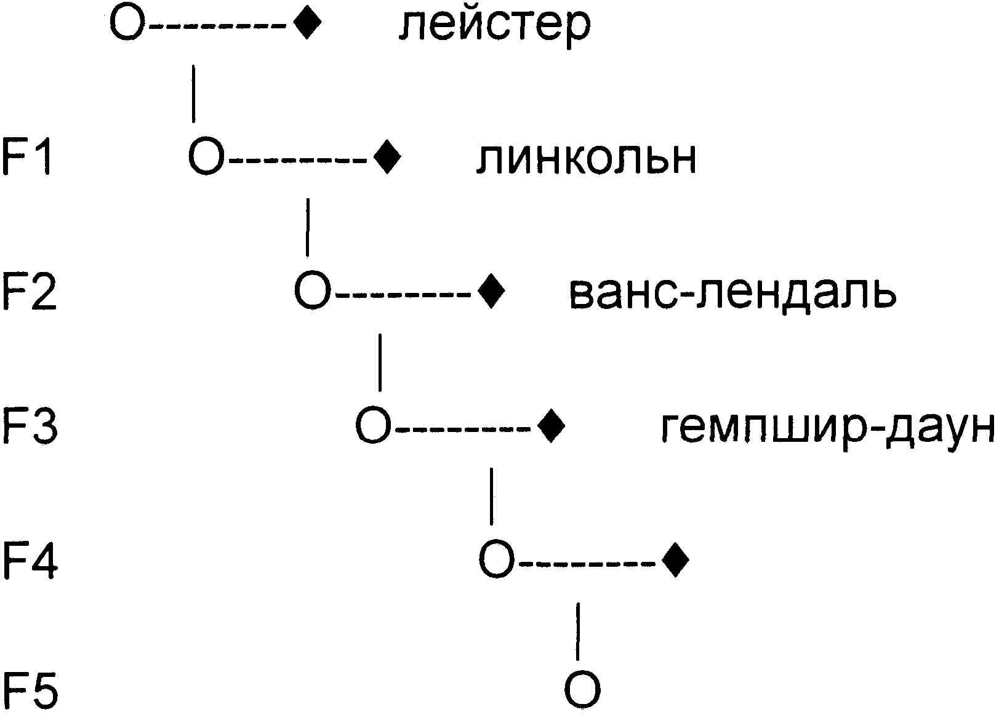 лейстер
F1 линкольн
F2 ванс-лендаль
F3 гемпшир-даун
F4
F5